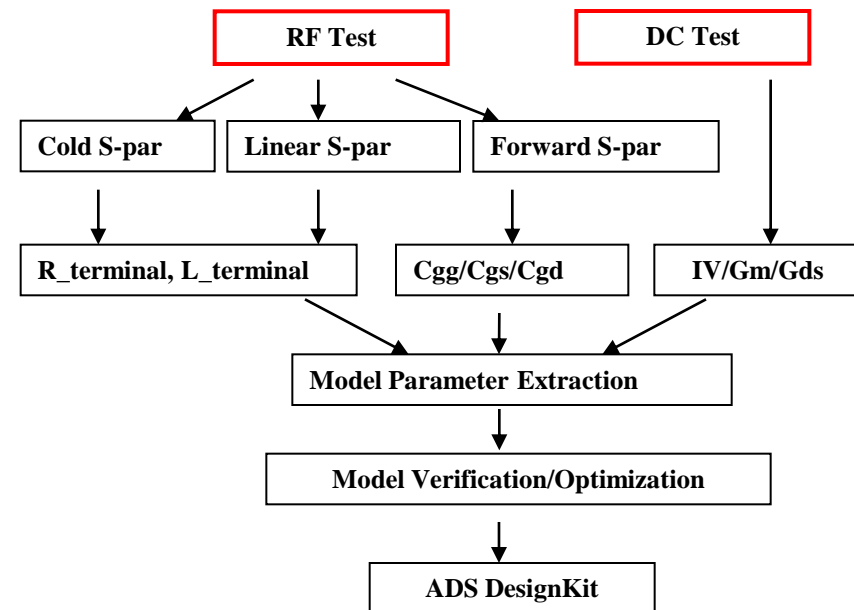 RF Test
DC Test
Cold S-par
Linear S-par
Forward S-par
R_terminal, L_terminal
Cgg/Cgs/Cgd
IV/Gm/Gds
Model Parameter Extraction
Model Verification/Optimization
ADS DesignKit